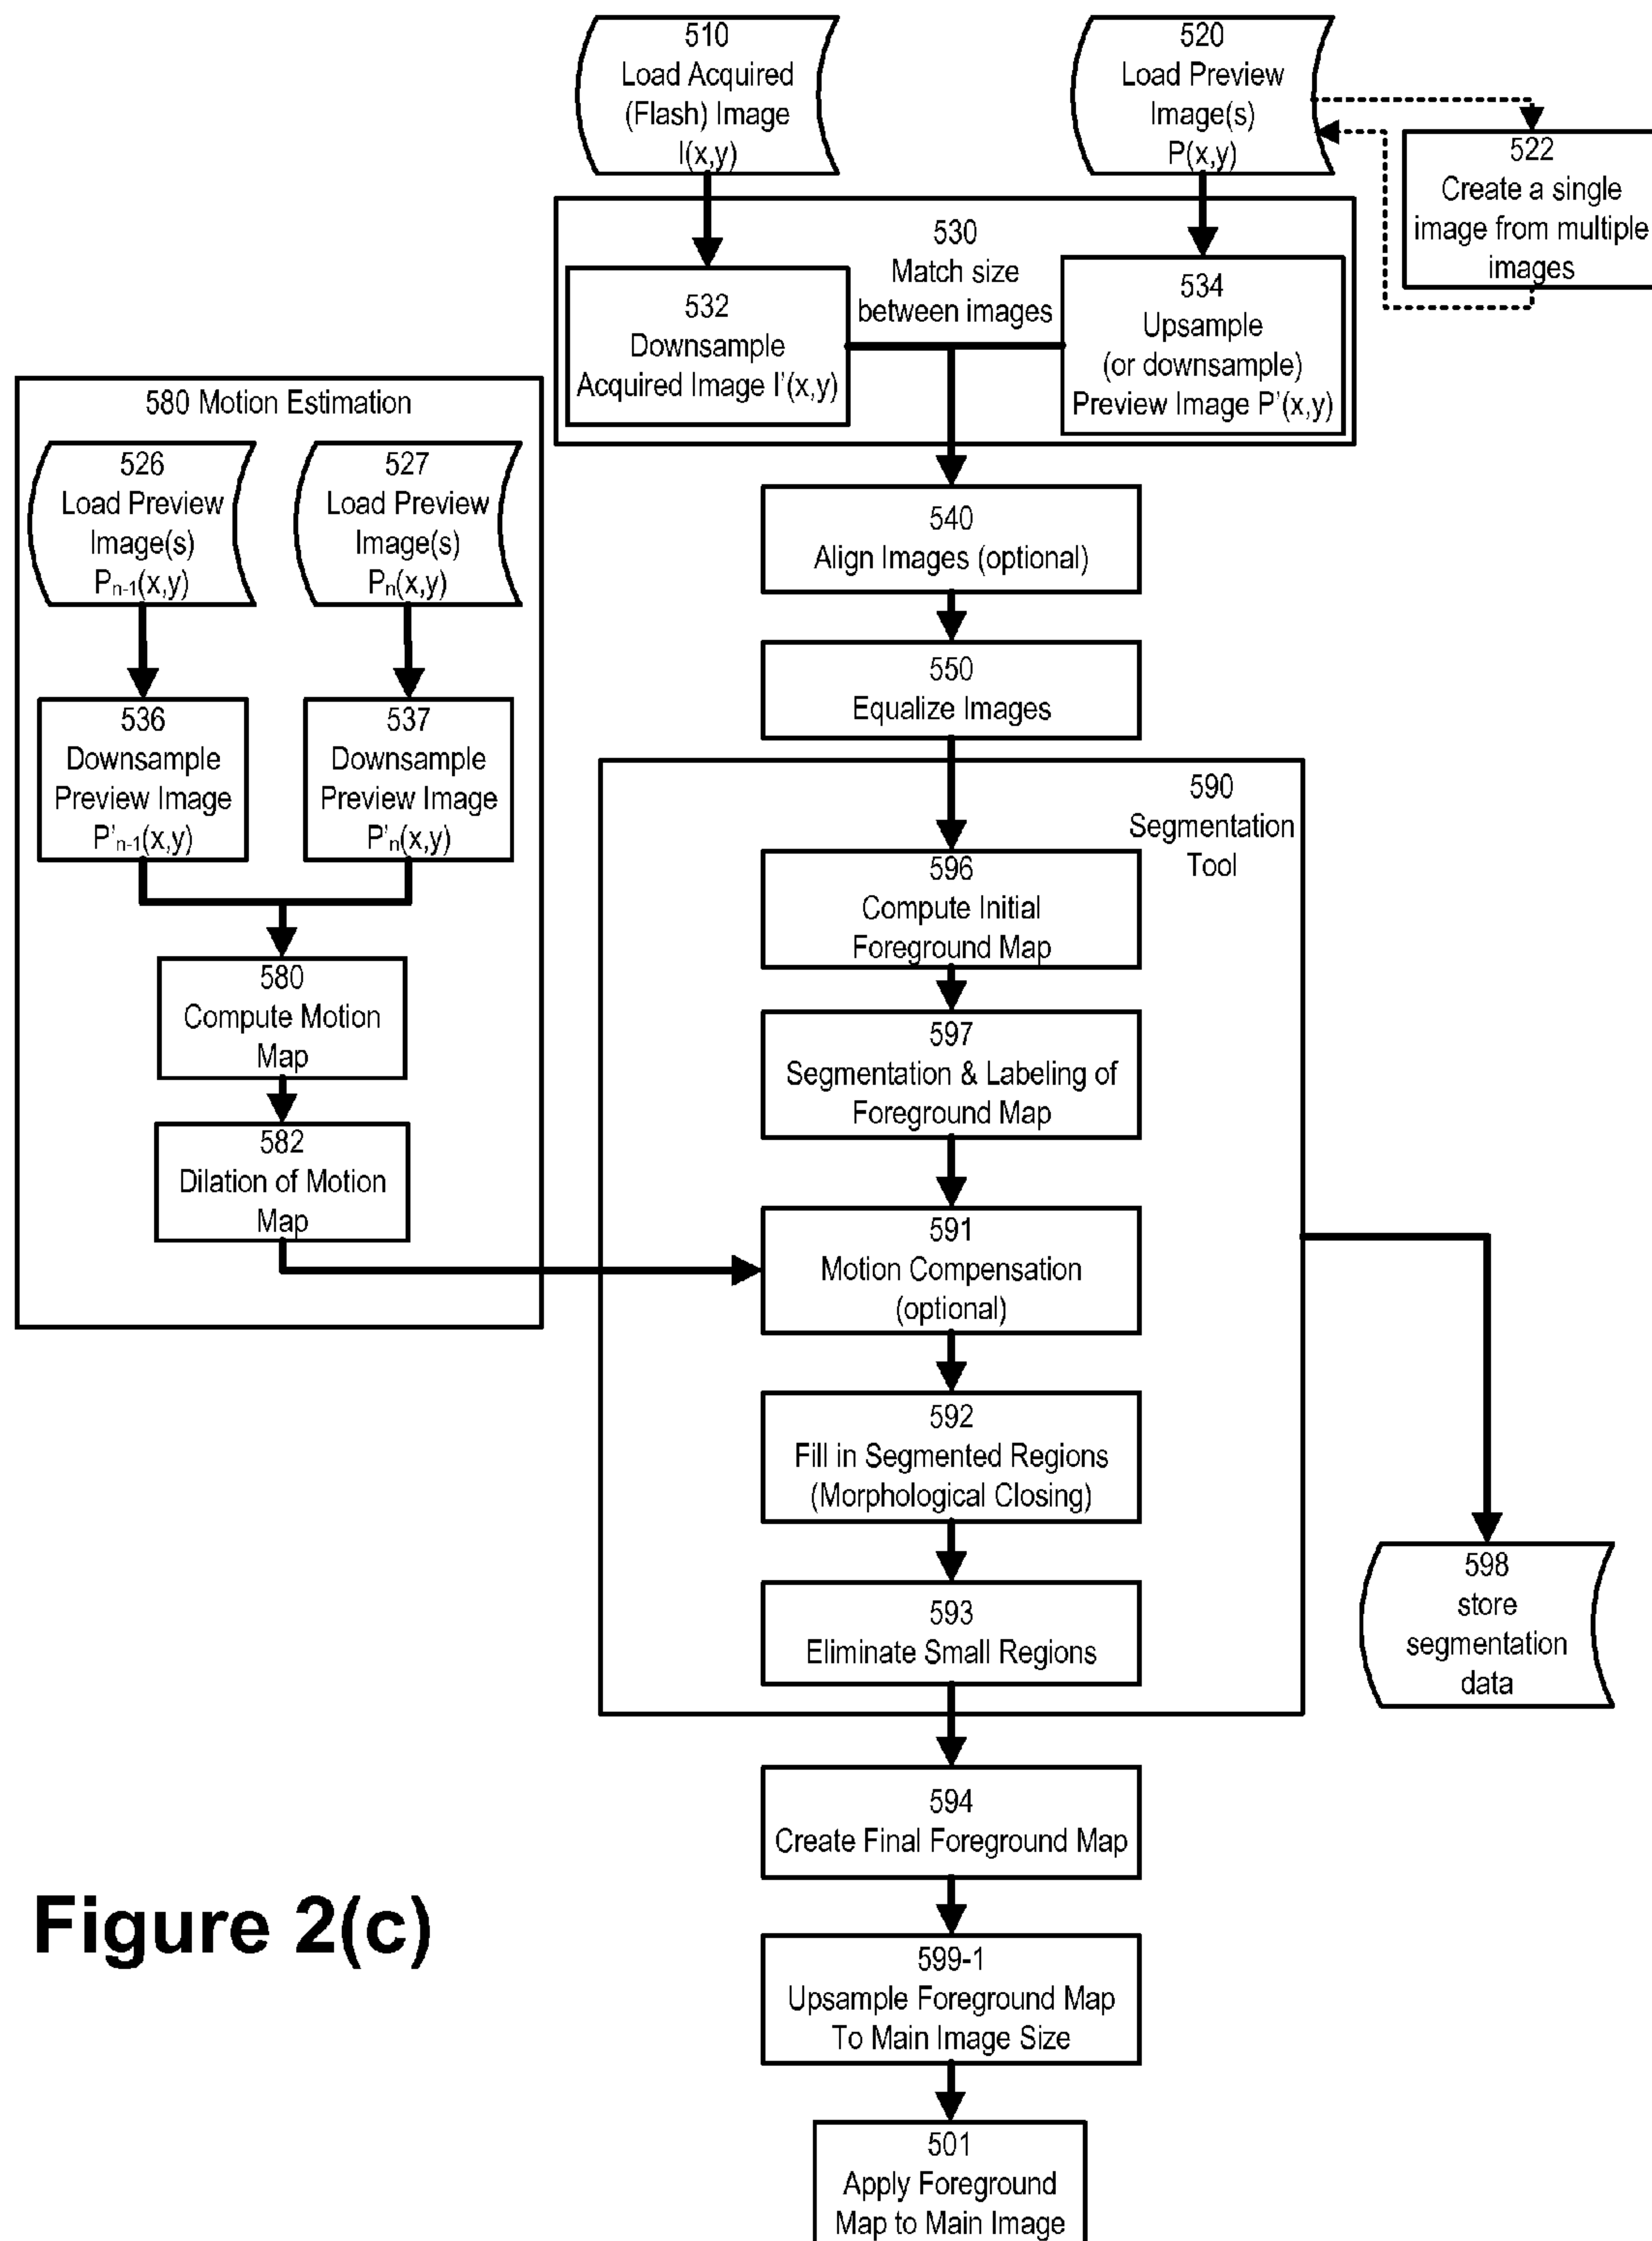 510
Load Acquired
(Flash) Image
I(x,y)
520
Load Preview
Image(s)
P(x,y)
522
Create a single
image from multiple
images
530
Match size
between images
532
Downsample
Acquired Image I'(x,y)
534
Upsample
(or downsample)
Preview Image P'(x,y)
580 Motion Estimation
526
Load Preview
Image(s)
Pn-1(x,y)
527
Load Preview
Image(s)
Pn(x,y)
536
Downsample
Preview Image
P'n-1(x,y)
537
Downsample
Preview Image
P'n(x,y)
580
Compute Motion
Map
582
Dilation of Motion
Map
540
Align Images (optional)
550
Equalize Images
590
Segmentation
Tool
596
Compute Initial
Foreground Map
597
Segmentation & Labeling of
Foreground Map
591
Motion Compensation
(optional)
592
Fill in Segmented Regions
(Morphological Closing)
593
Eliminate Small Regions
598
store
segmentation
data
594
Create Final Foreground Map
599-1
Upsample Foreground Map
To Main Image Size
501
Apply Foreground
Map to Main Image
Figure 2(c)